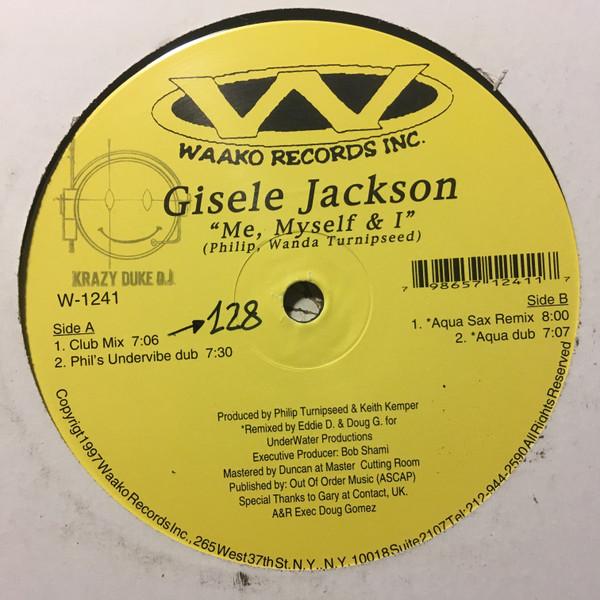 W
WAAKO RECORDS INC.
Gisele Jackson
"Me, Myself & I"
(Philip, Wanda Turnipseed)
KRAZY DUKE DJ
W-1241
7 98657 12411 7
Side A
1. Club Mix 7:06
2. Phil's Undervibe dub 7:30
→128
Side B
1. *Aqua Sax Remix 8:00
2. *Aqua dub 7:07
Produced by Philip Turnipseed & Keith Kemper
*Remixed by Eddie D. & Doug G. for
UnderWater Productions
Executive Producer: Bob Shami
Mastered by Duncan at Master Cutting Room
Published by: Out Of Order Music (ASCAP)
Special Thanks to Gary at Contact, UK.
A&R Exec Doug Gomez
Copyrigt 1997 Waako Records Inc., 265 West 37th St. N.Y., N.Y. 10018 Suite 2107 Tel: 212-944-2590 All Rights Reserved